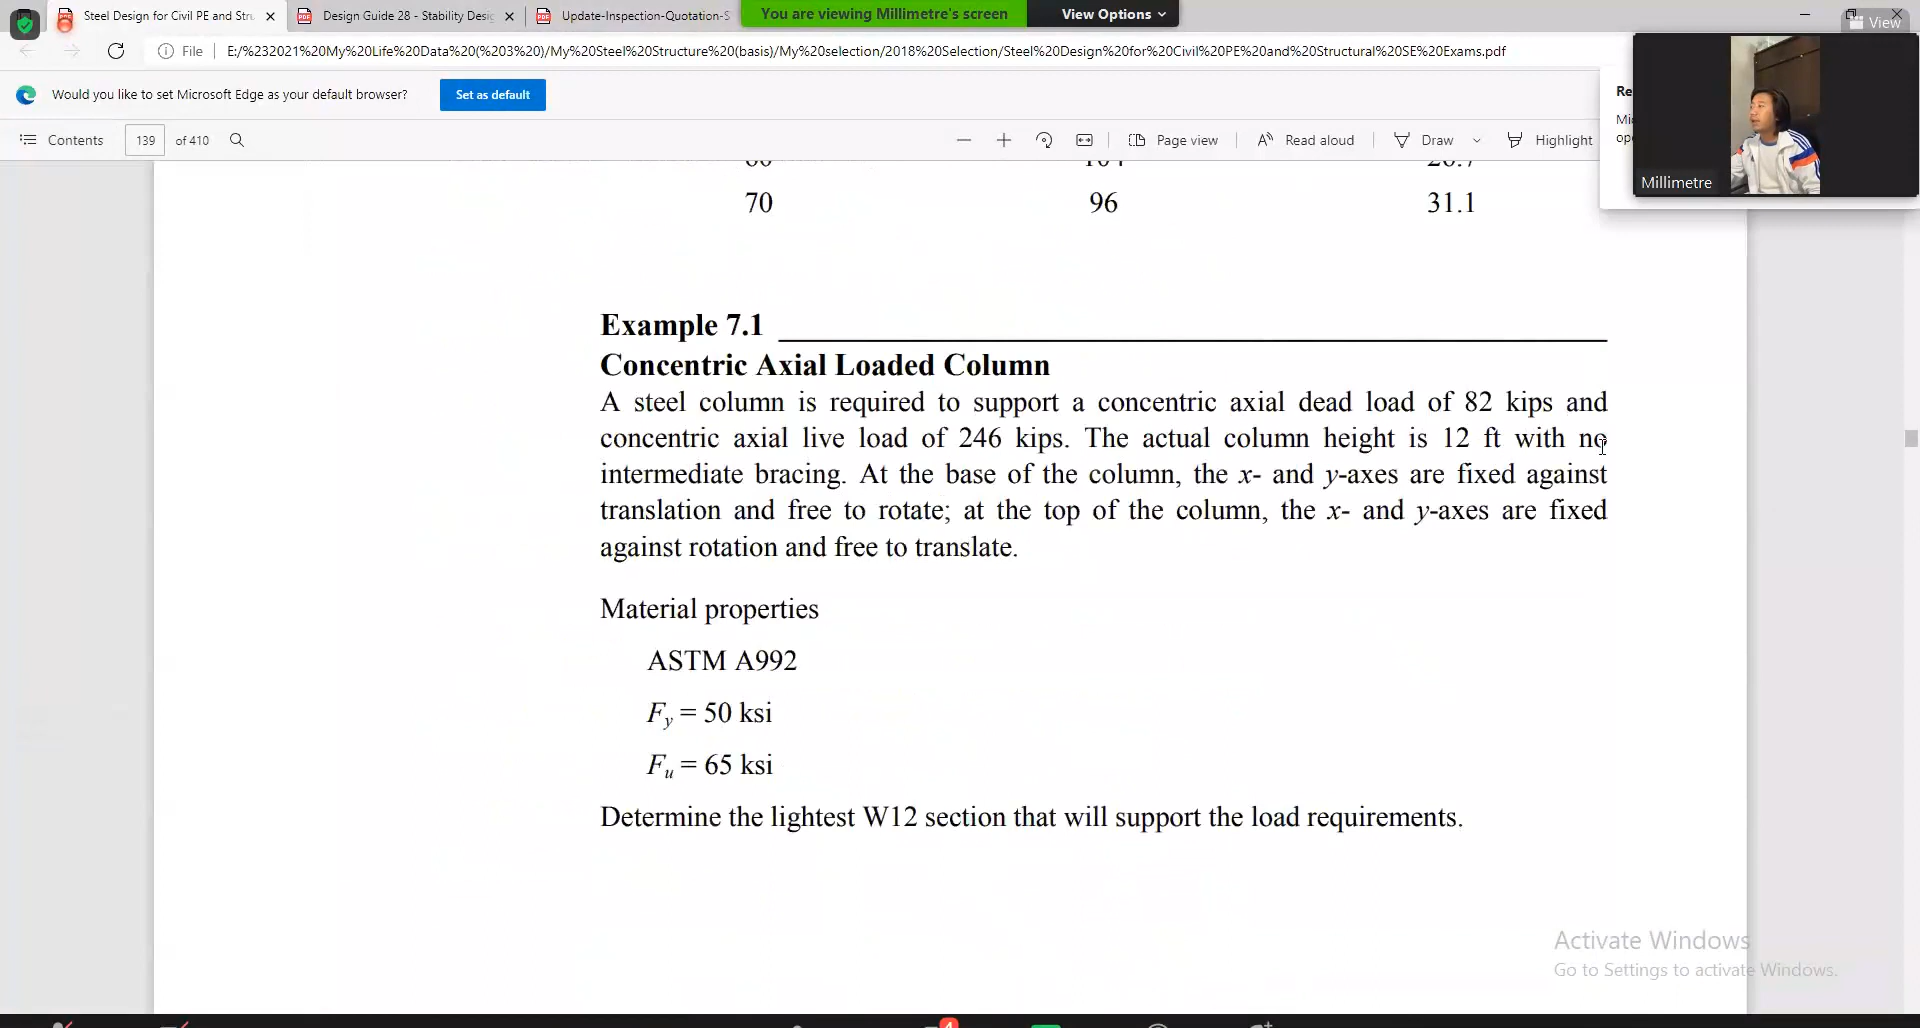 Steel Design for Civil PE and Stru
Design Guide 28 - Stability Desig
Update-Inspection-Quotation-S
You are viewing Millimetre's screen
View Options
View
File
E:/%232021%20My%20Life%20Data%20(%203%20)/My%20Steel%20Structure%20(basis)/My%20selection/2018%20Selection/Steel%20Design%20for%20Civil%20PE%20and%20Structural%20SE%20Exams.pdf
Would you like to set Microsoft Edge as your default browser?
Set as default
Re
Mi
op
Millimetre
Contents
139
of 410
Page view
Read aloud
Draw
Highlight
70 96 31.1
Example 7.1
Concentric Axial Loaded Column
A steel column is required to support a concentric axial dead load of 82 kips and
concentric axial live load of 246 kips. The actual column height is 12 ft with no
intermediate bracing. At the base of the column, the x- and y-axes are fixed against
translation and free to rotate; at the top of the column, the x- and y-axes are fixed
against rotation and free to translate.
Material properties
ASTM A992
Fy = 50 ksi
Fu = 65 ksi
Determine the lightest W12 section that will support the load requirements.
Activate Windows
Go to Settings to activate Windows.
4